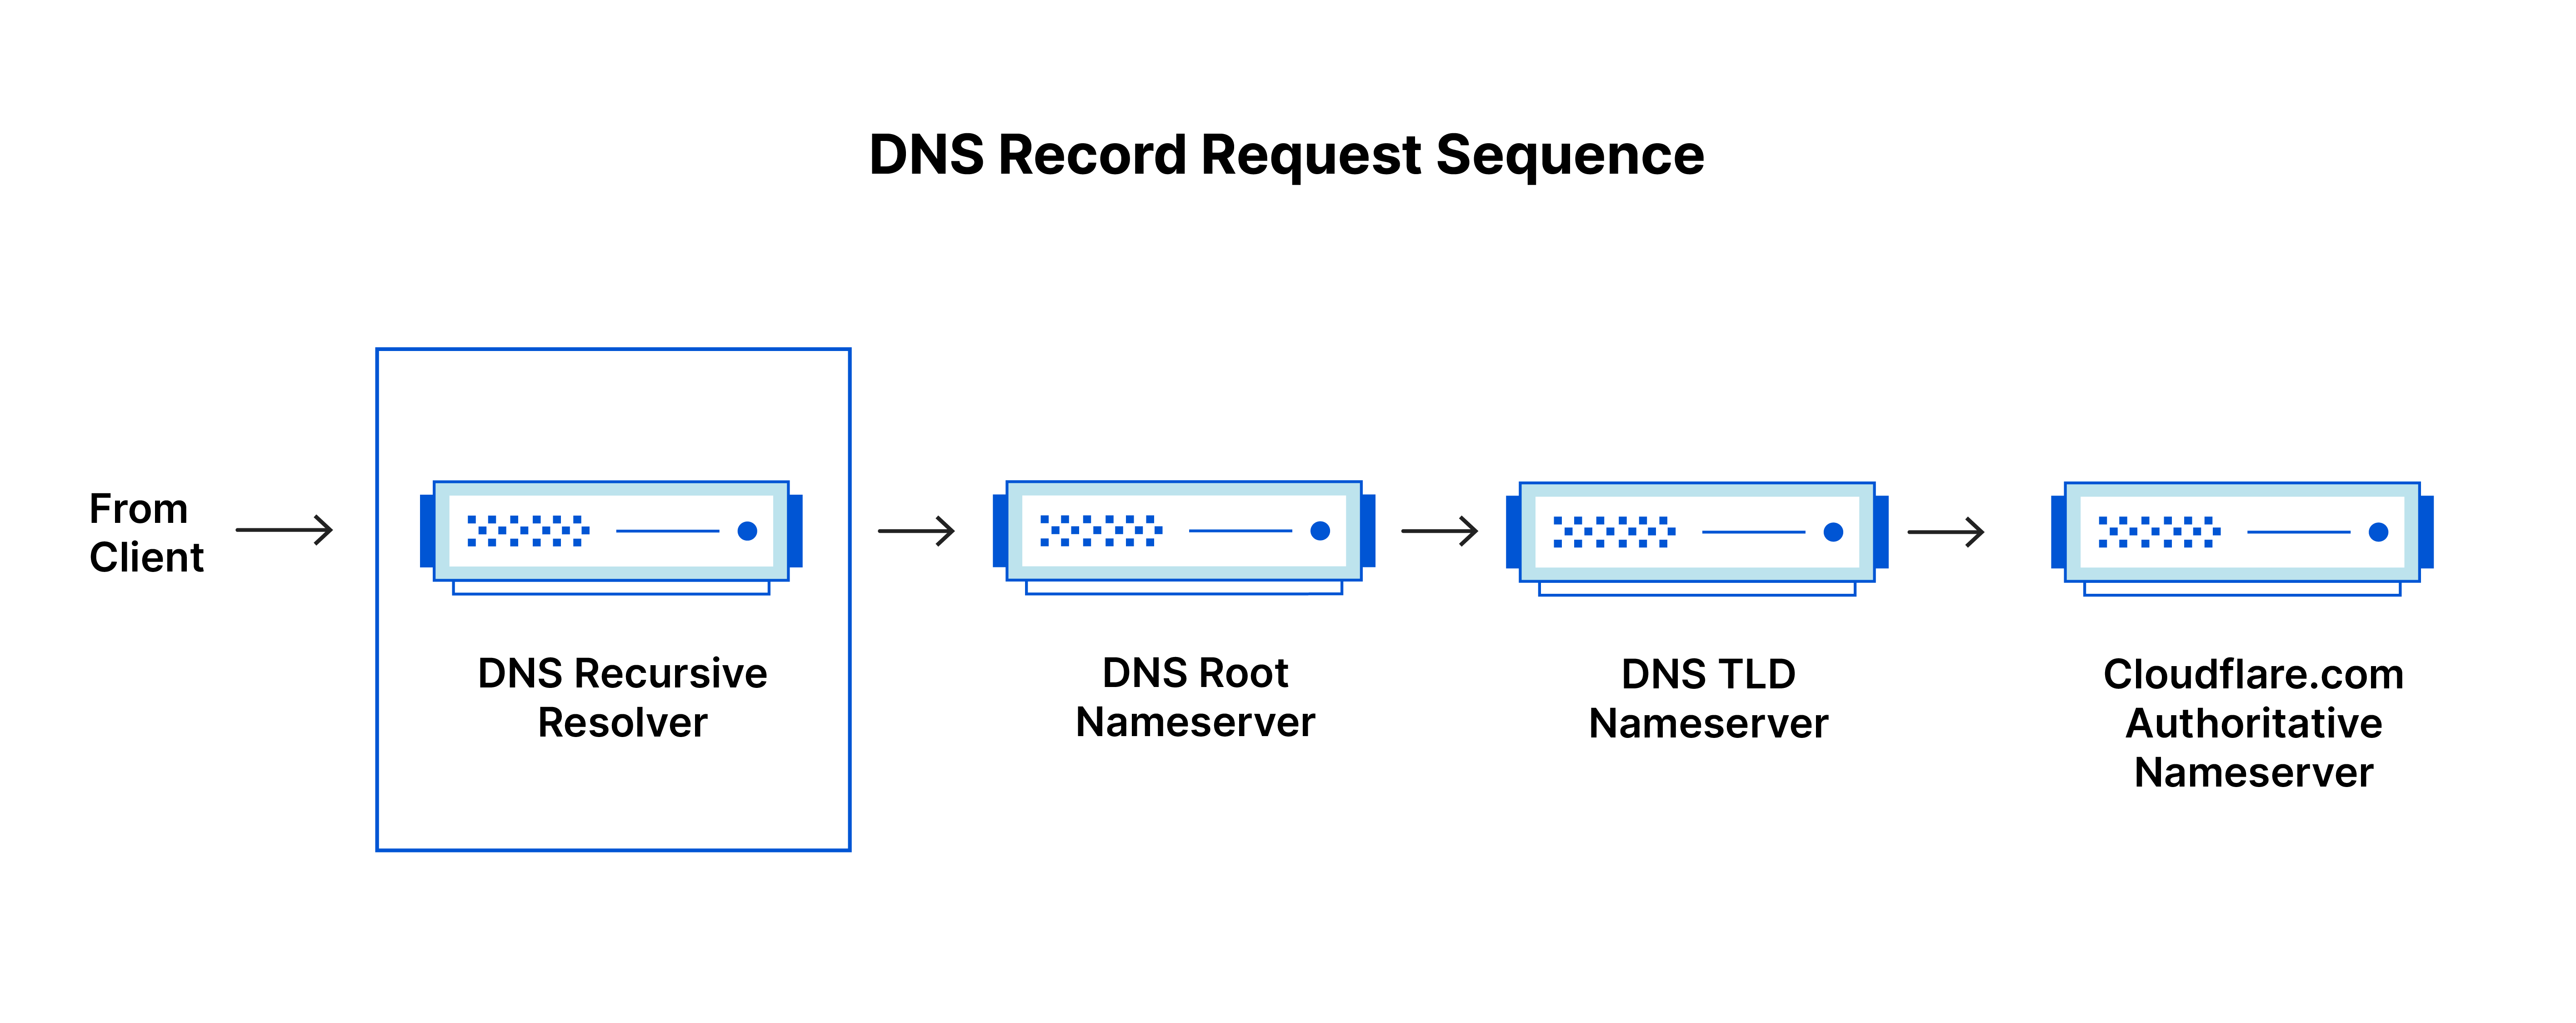 DNS Record Request Sequence
From
Client
DNS Recursive
Resolver
DNS Root
Nameserver
DNS TLD
Nameserver
Cloudflare.com
Authoritative
Nameserver